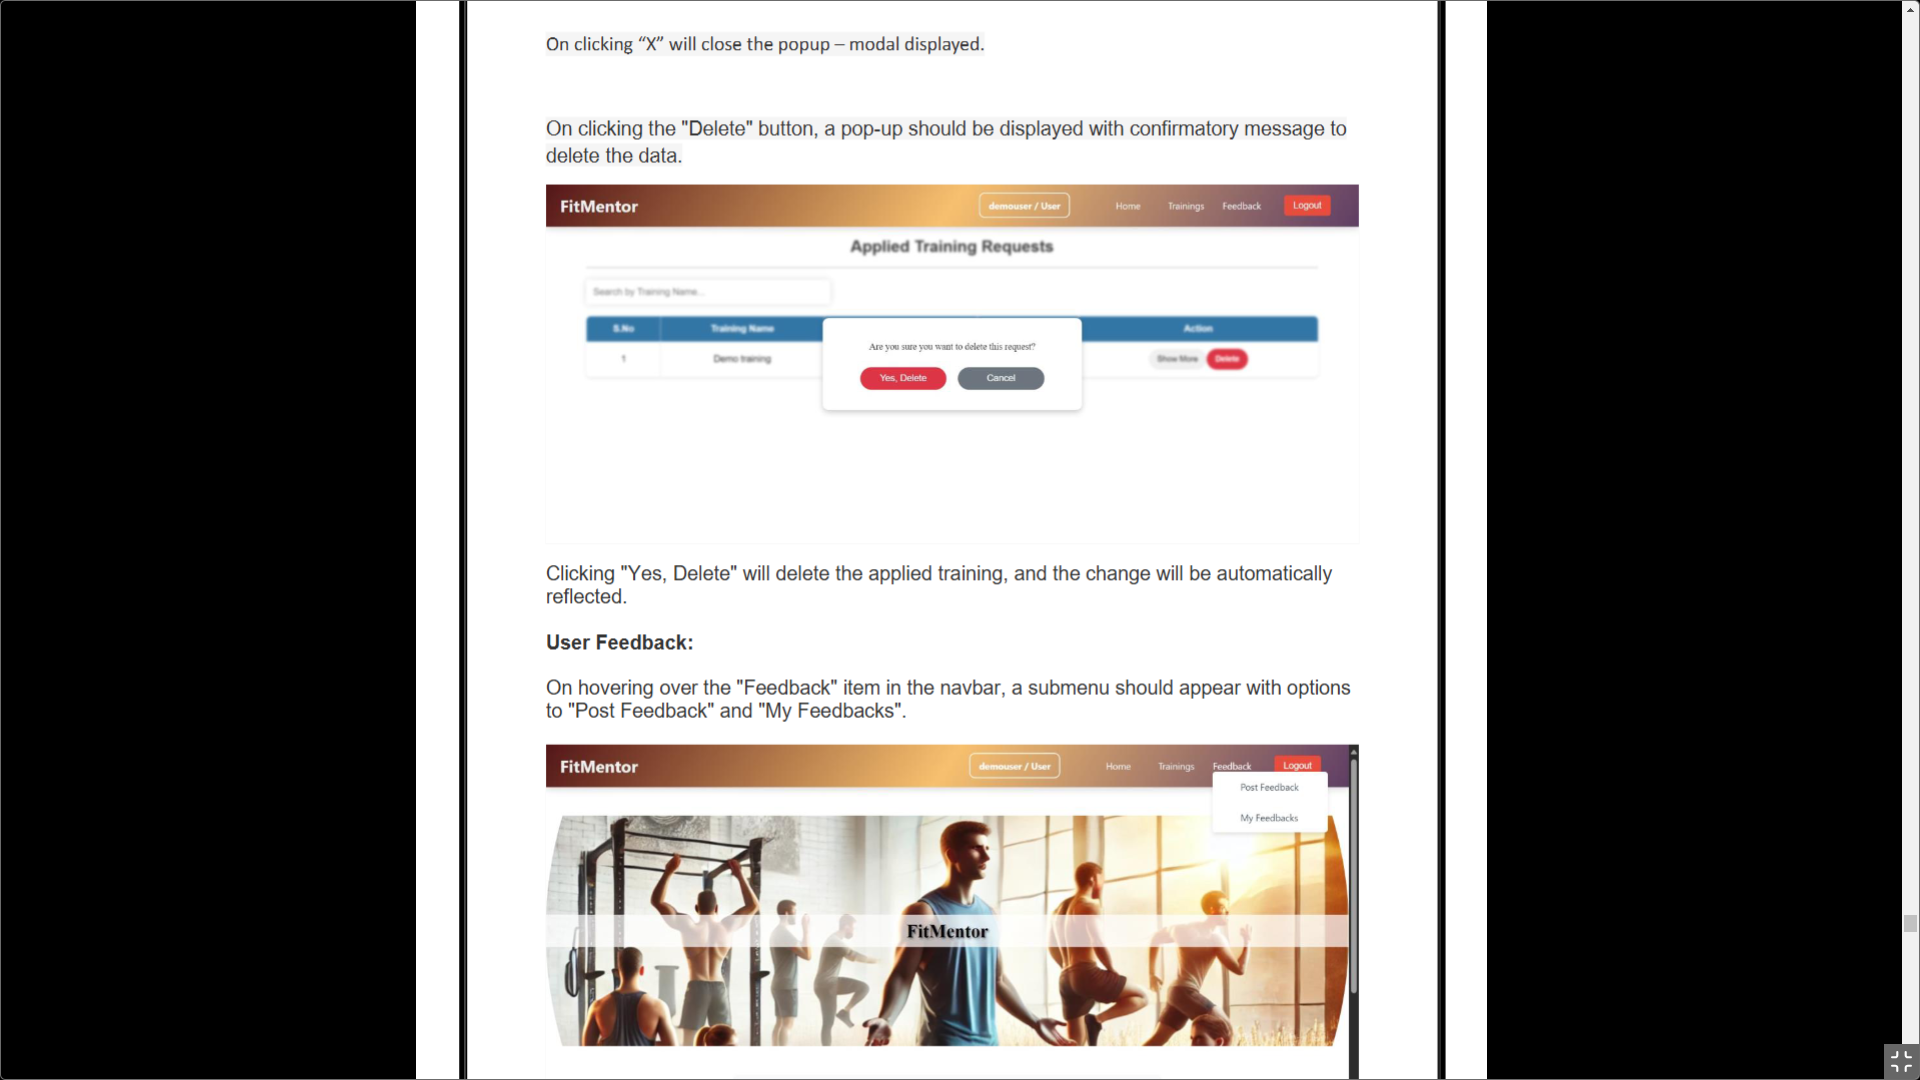 On clicking “X” will close the popup – modal displayed.
On clicking the "Delete" button, a pop-up should be displayed with confirmatory message to
delete the data.
FitMentor
demouser / User
Home
Trainings
Feedback
Logout
Applied Training Requests
Search by Training Name...
S.No
Training Name
Action
1
Demo training
Show More
Delete
Are you sure you want to delete this request?
Yes, Delete
Cancel
Clicking "Yes, Delete" will delete the applied training, and the change will be automatically
reflected.
User Feedback:
On hovering over the "Feedback" item in the navbar, a submenu should appear with options
to "Post Feedback" and "My Feedbacks".
FitMentor
demouser / User
Home
Trainings
Feedback
Logout
Post Feedback
My Feedbacks
FitMentor